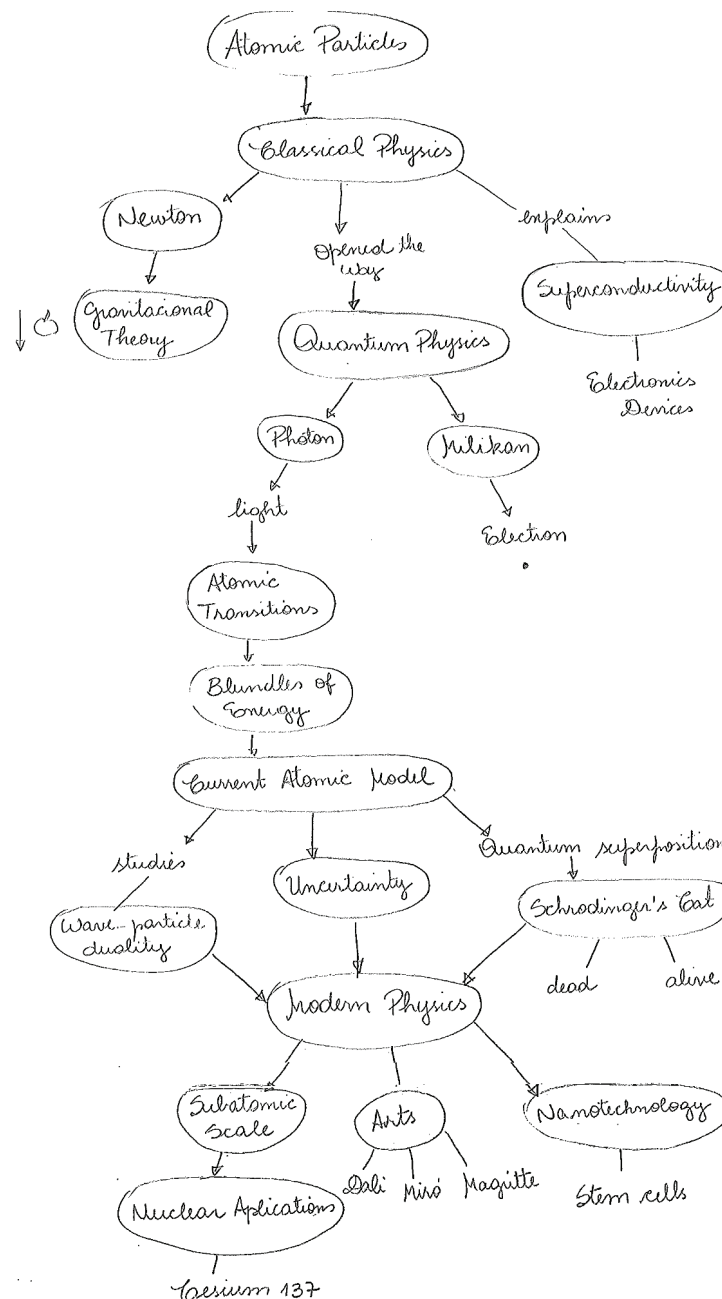 Atomic Particles
Classical Physics
Newton
explains
Opened the
way
Gravitacional
Theory
Superconductivity
Quantum Physics
Electronics
Devices
Photon
Milikan
light
Electron
Atomic
Transitions
Blundles of
Energy
Current Atomic Model
studies
Uncertainty
Quantum superposition
Wave-particle
duality
Schrodinger's Cat
dead
alive
Modern Physics
Subatomic
Scale
Arts
Nanotechnology
Dali
Miró
Magritte
Stem cells
Nuclear Aplications
Cesium 137